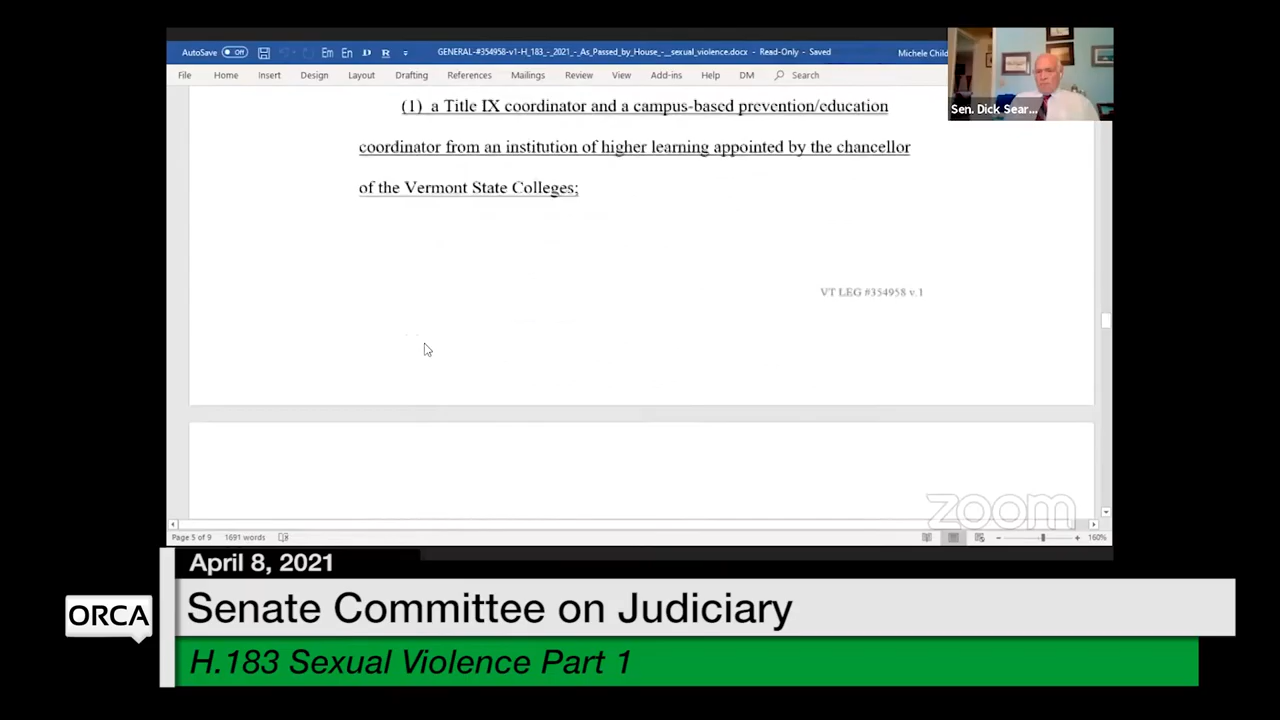 AutoSave Off
GENERAL-#354958-v1-H_183_-_2021_-_As_Passed_by_House_-__sexual_violence.docx - Read-Only - Saved
Michele Child
File Home Insert Design Layout Drafting References Mailings Review View Add-ins Help DM Search
Sen. Dick Sear...
(1) a Title IX coordinator and a campus-based prevention/education
coordinator from an institution of higher learning appointed by the chancellor
of the Vermont State Colleges;
VT LEG #354958 v.1
zoom
Page 5 of 9 1691 words
160%
April 8, 2021
ORCA
Senate Committee on Judiciary
H.183 Sexual Violence Part 1